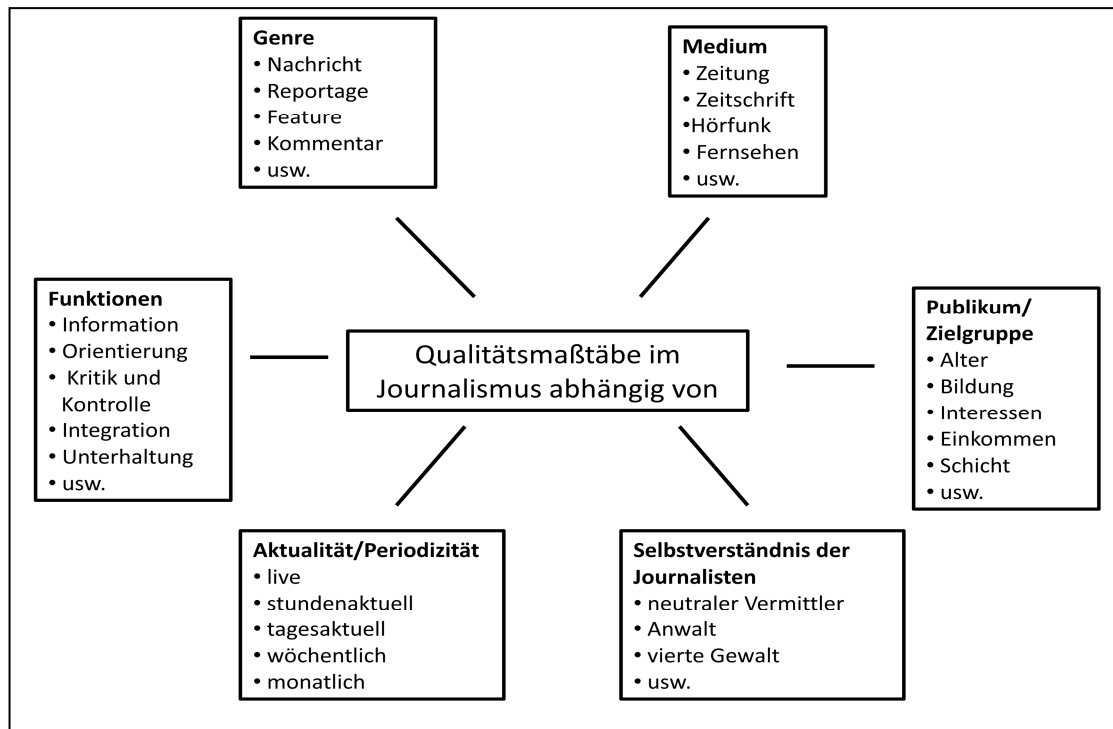 Genre
• Nachricht
• Reportage
• Feature
• Kommentar
• usw.
Medium
• Zeitung
• Zeitschrift
•Hörfunk
• Fernsehen
• usw.
Funktionen
• Information
• Orientierung
• Kritik und
Kontrolle
• Integration
• Unterhaltung
• usw.
Qualitätsmaßtäbe im
Journalismus abhängig von
Publikum/
Zielgruppe
• Alter
• Bildung
• Interessen
• Einkommen
• Schicht
• usw.
Aktualität/Periodizität
• live
• stundenaktuell
• tagesaktuell
• wöchentlich
• monatlich
Selbstverständnis der
Journalisten
• neutraler Vermittler
• Anwalt
• vierte Gewalt
• usw.